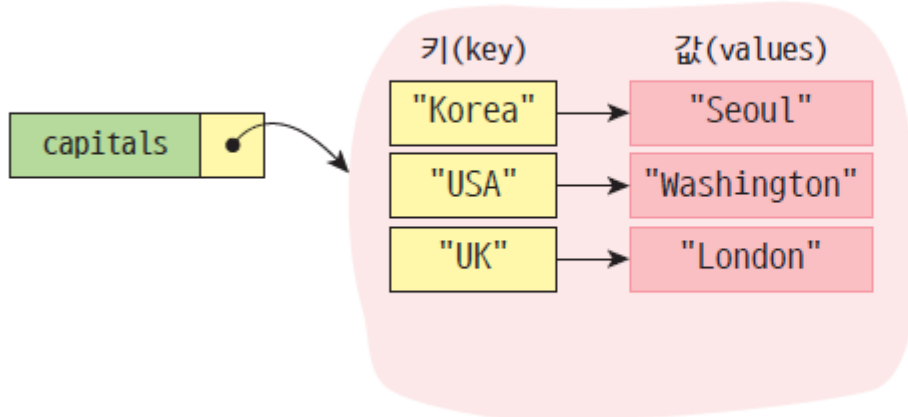 키(key) 값(values)
capitals
"Korea" "Seoul"
"USA" "Washington"
"UK" "London"